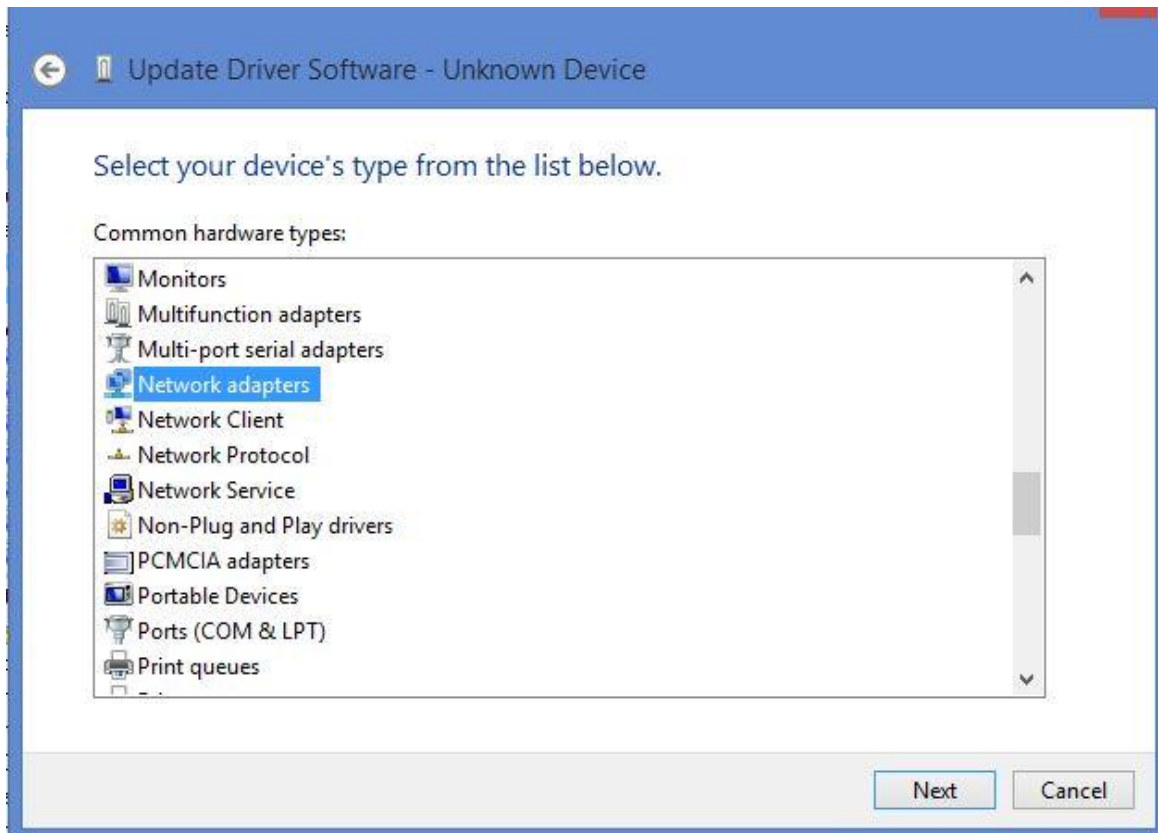 Update Driver Software - Unknown Device
Select your device's type from the list below.
Common hardware types:
Monitors
Multifunction adapters
Multi-port serial adapters
Network adapters
Network Client
Network Protocol
Network Service
Non-Plug and Play drivers
PCMCIA adapters
Portable Devices
Ports (COM & LPT)
Print queues
Next
Cancel